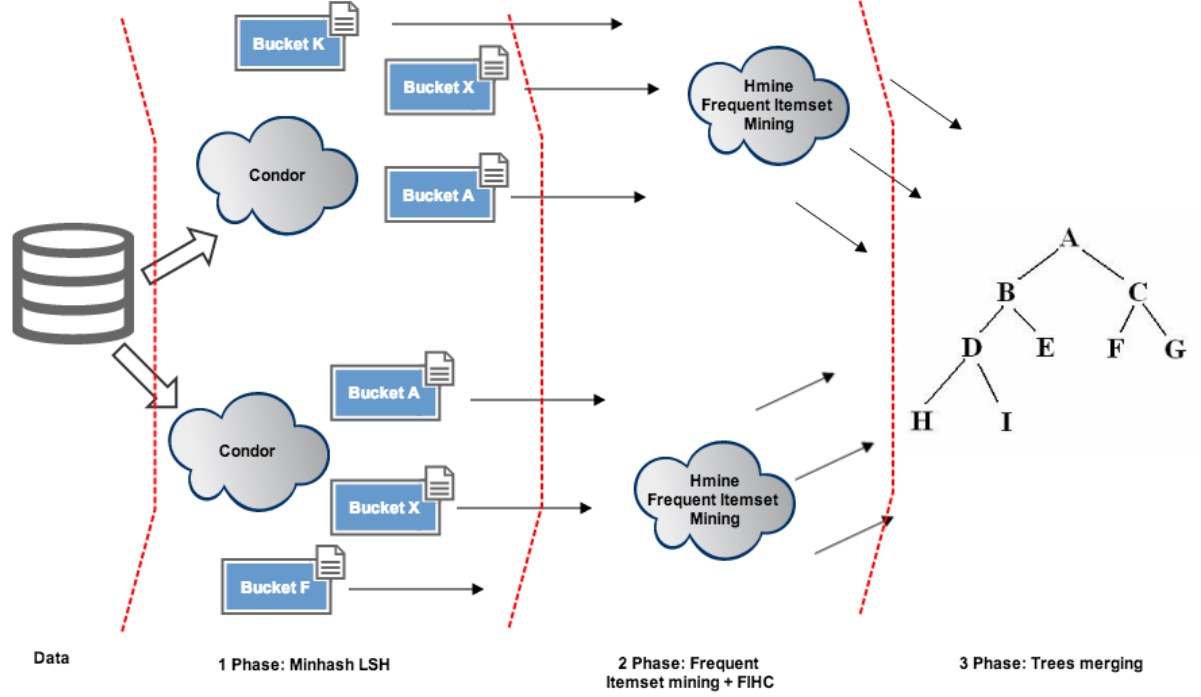 Bucket K
Bucket X
Hmine
Frequent Itemset
Mining
Condor
Bucket A
A
B
C
D
E
F
G
H
I
Bucket A
Condor
Bucket X
Hmine
Frequent Itemset
Mining
Bucket F
Data
1 Phase: Minhash LSH
2 Phase: Frequent
Itemset mining + FIHC
3 Phase: Trees merging